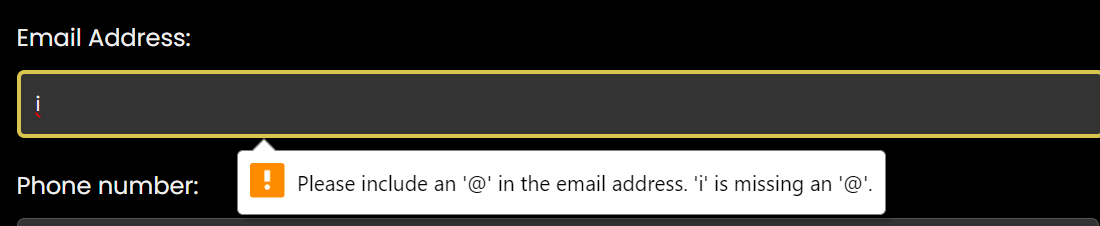 Email Address:
i
Please include an '@' in the email address. 'i' is missing an '@'.
Phone number: